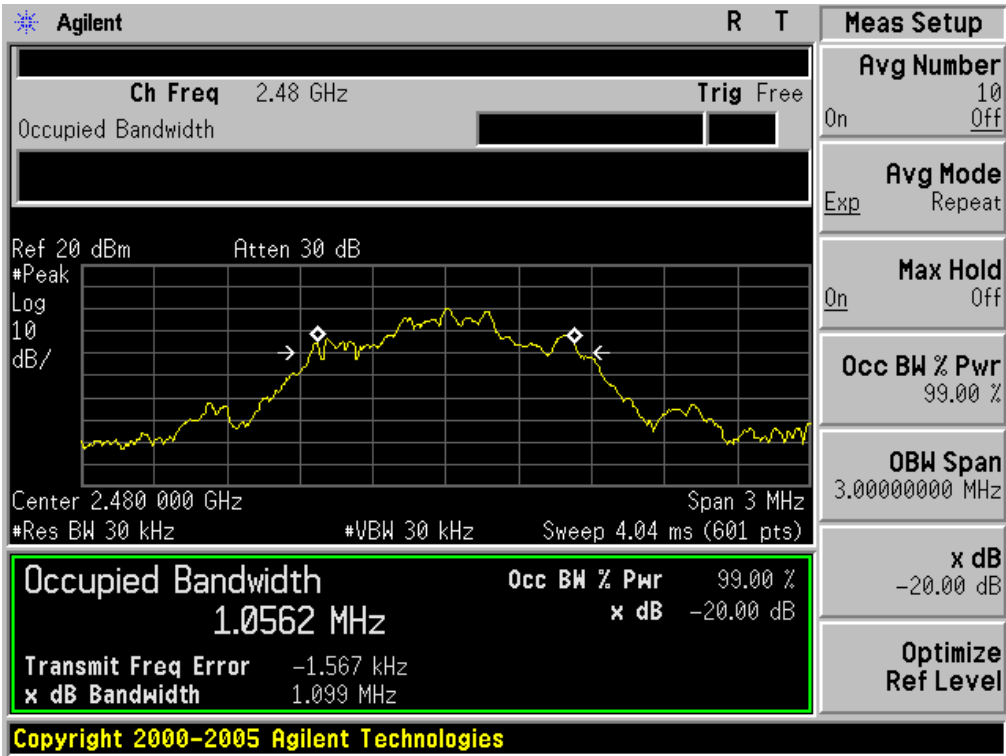 Agilent R T
Ch Freq 2.48 GHz Trig Free
Occupied Bandwidth
Ref 20 dBm Atten 30 dB
#Peak
Log
10
dB/
Center 2.480 000 GHz Span 3 MHz
#Res BW 30 kHz #VBW 30 kHz Sweep 4.04 ms (601 pts)
Occupied Bandwidth Occ BW % Pwr 99.00 %
1.0562 MHz x dB -20.00 dB
Transmit Freq Error -1.567 kHz
x dB Bandwidth 1.099 MHz
Copyright 2000-2005 Agilent Technologies
Meas Setup
Avg Number
10
On Off
Avg Mode
Exp Repeat
Max Hold
On Off
Occ BW % Pwr
99.00 %
OBW Span
3.00000000 MHz
x dB
-20.00 dB
Optimize
Ref Level